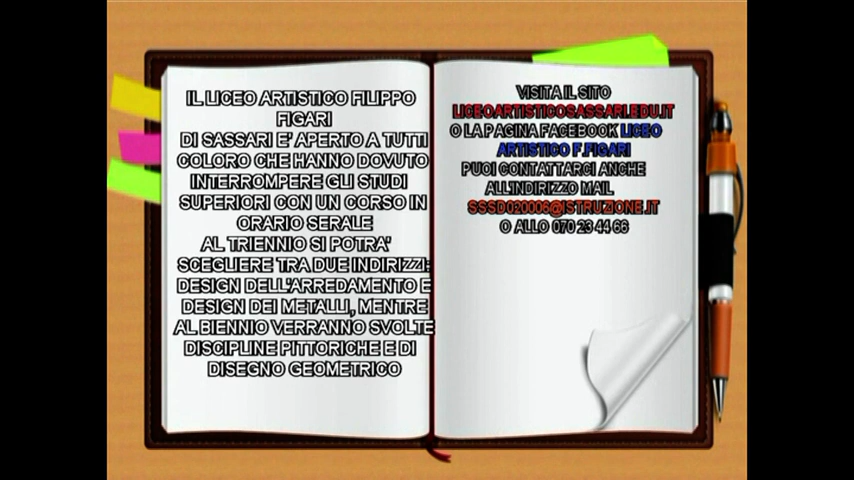 IL LICEO ARTISTICO FILIPPO
FIGARI
DI SASSARI E' APERTO A TUTTI
COLORO CHE HANNO DOVUTO
INTERROMPERE GLI STUDI
SUPERIORI CON UN CORSO IN
ORARIO SERALE
AL TRIENNIO SI POTRA'
SCEGLIERE TRA DUE INDIRIZZI:
DESIGN DELL'ARREDAMENTO E
DESIGN DEI METALLI, MENTRE
AL BIENNIO VERRANNO SVOLTE
DISCIPLINE PITTORICHE E DI
DISEGNO GEOMETRICO
VISITA IL SITO
LICEOARTISTICOSASSARI.EDU.IT
O LA PAGINA FACEBOOK LICEO
ARTISTICO F.FIGARI
PUOI CONTATTARCI ANCHE
ALL'INDIRIZZO MAIL
SSSD020006@ISTRUZIONE.IT
O ALLO 070 23 44 66